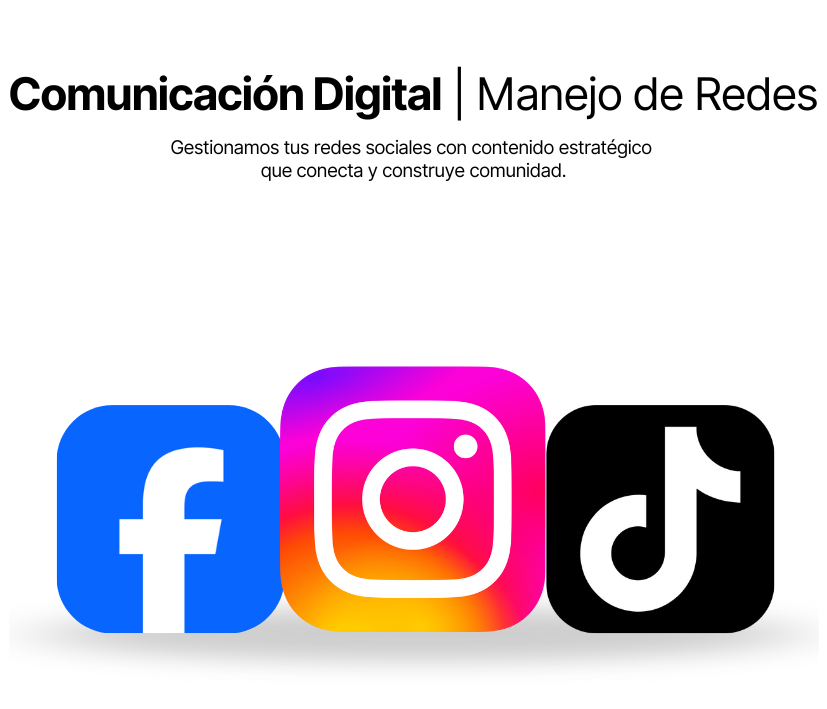 Comunicación Digital | Manejo de Redes
Gestionamos tus redes sociales con contenido estratégico
que conecta y construye comunidad.